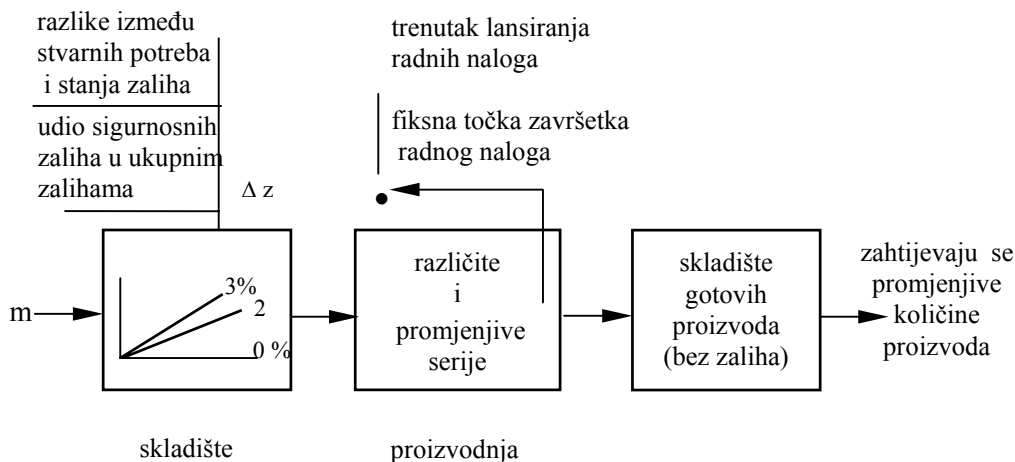 razlike između
stvarnih potreba
i stanja zaliha
udio sigurnosnih
zaliha u ukupnim
zalihama
Δ z
trenutak lansiranja
radnih naloga
fiksna točka završetka
radnog naloga
m
3%
2
0 %
različite
i
promjenjive
serije
skladište
gotovih
proizvoda
(bez zaliha)
zahtijevaju se
promjenjive
količine
proizvoda
skladište
proizvodnja